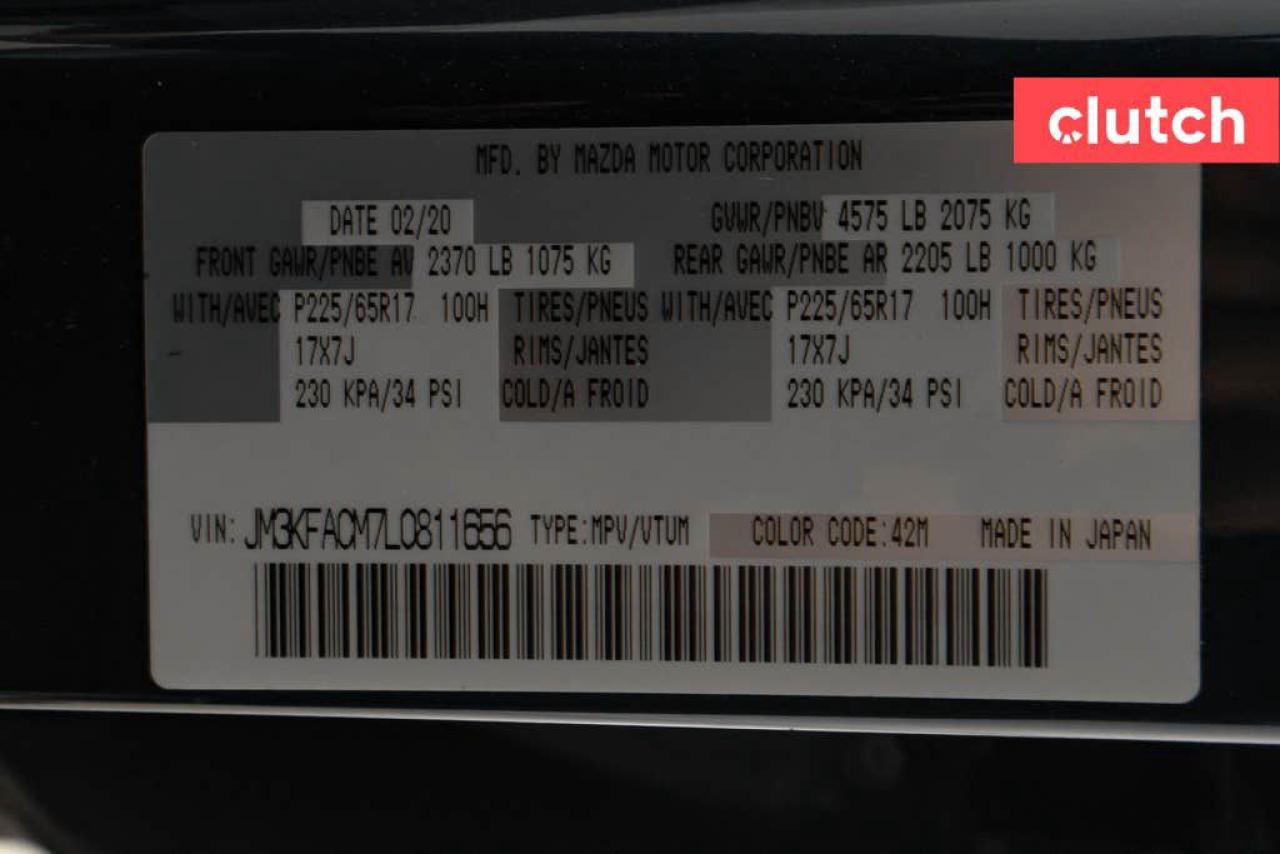 clutch
MFD. BY MAZDA MOTOR CORPORATION
DATE 02/20 GVWR/PNBV 4575 LB 2075 KG
FRONT GAWR/PNBE AV 2370 LB 1075 KG REAR GAWR/PNBE AR 2205 LB 1000 KG
WITH/AVEC P225/65R17 100H TIRES/PNEUS WITH/AVEC P225/65R17 100H TIRES/PNEUS
17X7J RIMS/JANTES 17X7J RIMS/JANTES
230 KPA/34 PSI COLD/A FROID 230 KPA/34 PSI COLD/A FROID
VIN: JM3KFACM7L0811656 TYPE:MPV/VTUM COLOR CODE:42M MADE IN JAPAN